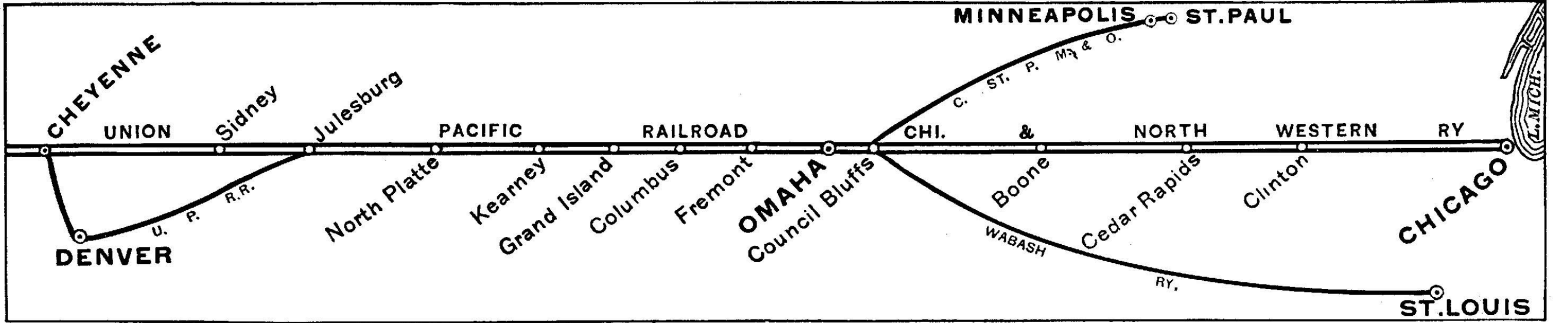 MINNEAPOLIS
ST. PAUL
C. ST. P. M. & O.
L. MICH.
CHEYENNE
UNION PACIFIC RAILROAD
Sidney
Julesburg
CHI. & NORTH WESTERN RY
U. P. R.R.
DENVER
North Platte
Kearney
Grand Island
Columbus
Fremont
OMAHA
Council Bluffs
Boone
Cedar Rapids
Clinton
CHICAGO
WABASH RY,
ST. LOUIS